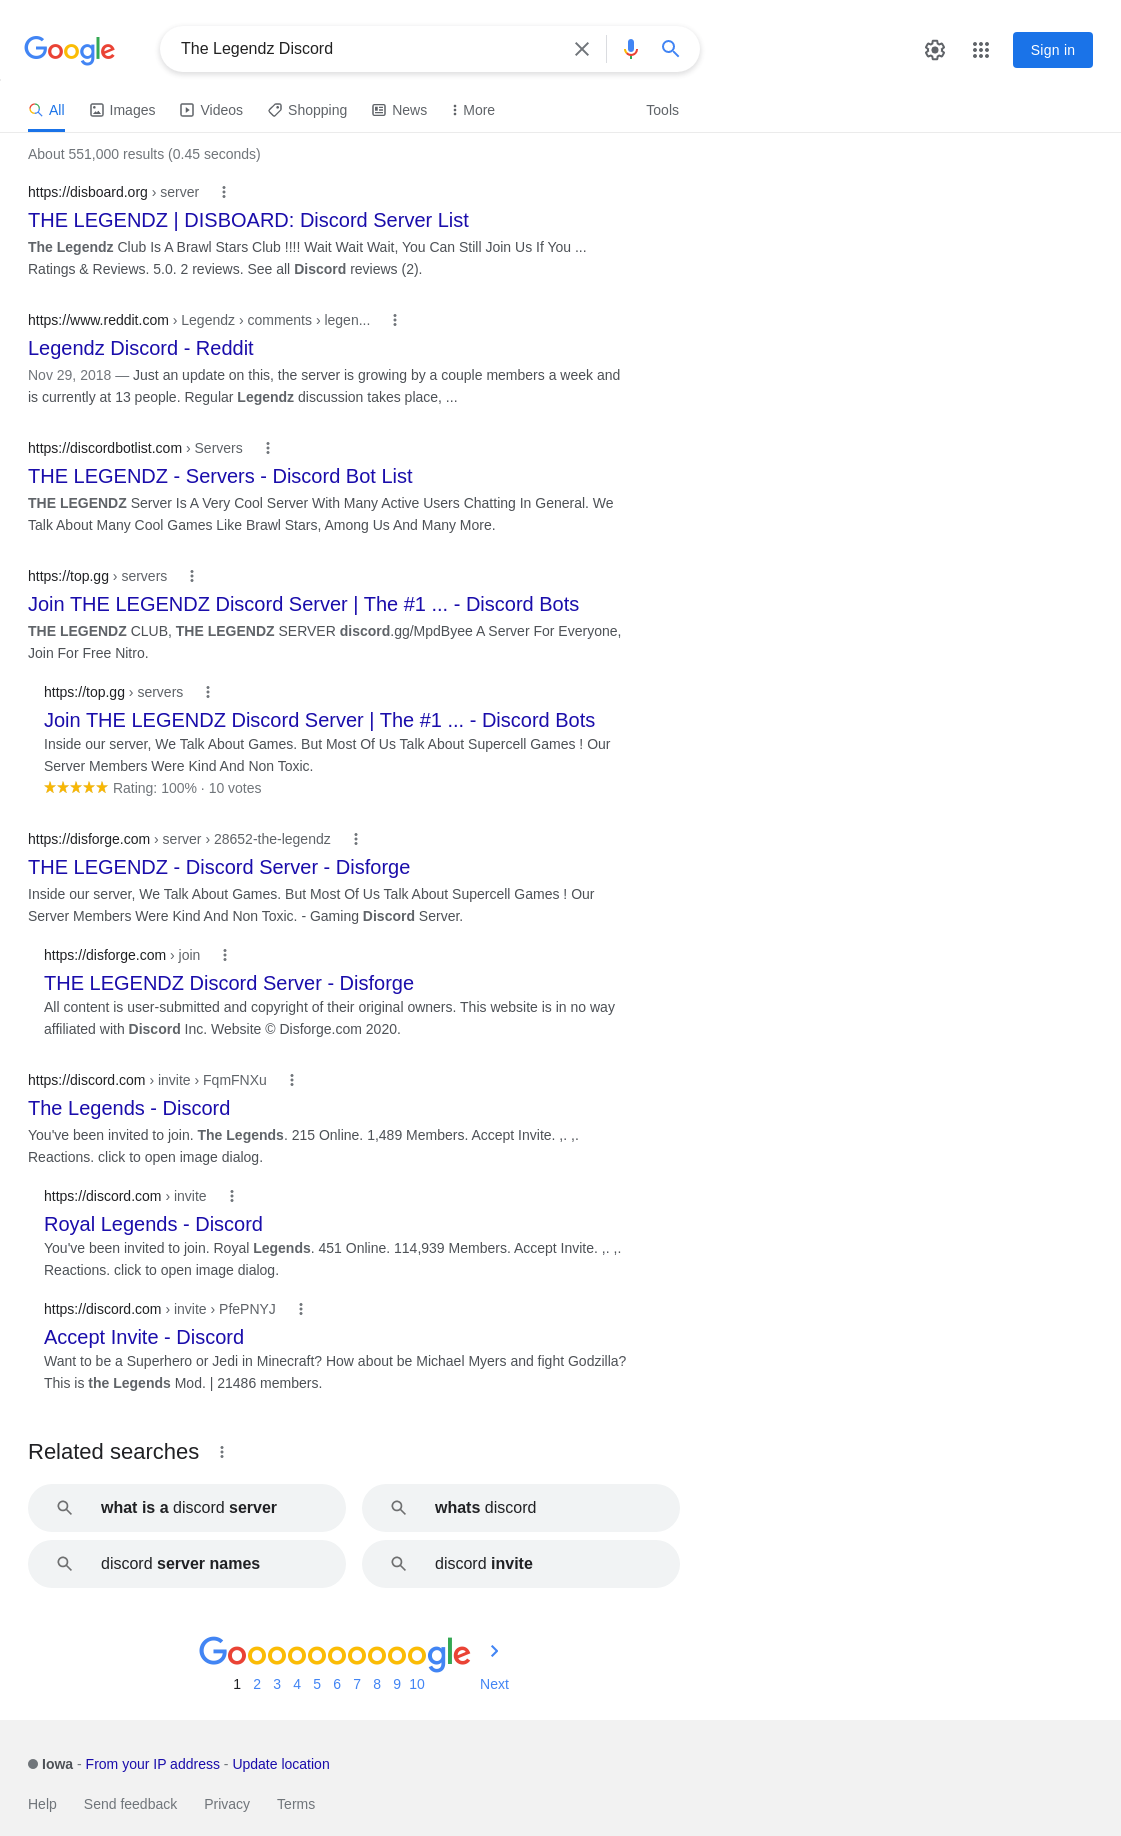 Google
The Legendz Discord
Sign in
All Images Videos Shopping News More Tools
About 551,000 results (0.45 seconds)
https://disboard.org › server
THE LEGENDZ | DISBOARD: Discord Server List
The Legendz Club Is A Brawl Stars Club !!!! Wait Wait Wait, You Can Still Join Us If You ...
Ratings & Reviews. 5.0. 2 reviews. See all Discord reviews (2).
https://www.reddit.com › Legendz › comments › legen...
Legendz Discord - Reddit
Nov 29, 2018 — Just an update on this, the server is growing by a couple members a week and
is currently at 13 people. Regular Legendz discussion takes place, ...
https://discordbotlist.com › Servers
THE LEGENDZ - Servers - Discord Bot List
THE LEGENDZ Server Is A Very Cool Server With Many Active Users Chatting In General. We
Talk About Many Cool Games Like Brawl Stars, Among Us And Many More.
https://top.gg › servers
Join THE LEGENDZ Discord Server | The #1 ... - Discord Bots
THE LEGENDZ CLUB, THE LEGENDZ SERVER discord.gg/MpdByee A Server For Everyone,
Join For Free Nitro.
https://top.gg › servers
Join THE LEGENDZ Discord Server | The #1 ... - Discord Bots
Inside our server, We Talk About Games. But Most Of Us Talk About Supercell Games ! Our
Server Members Were Kind And Non Toxic.
Rating: 100% · 10 votes
https://disforge.com › server › 28652-the-legendz
THE LEGENDZ - Discord Server - Disforge
Inside our server, We Talk About Games. But Most Of Us Talk About Supercell Games ! Our
Server Members Were Kind And Non Toxic. - Gaming Discord Server.
https://disforge.com › join
THE LEGENDZ Discord Server - Disforge
All content is user-submitted and copyright of their original owners. This website is in no way
affiliated with Discord Inc. Website © Disforge.com 2020.
https://discord.com › invite › FqmFNXu
The Legends - Discord
You've been invited to join. The Legends. 215 Online. 1,489 Members. Accept Invite. ,. ,.
Reactions. click to open image dialog.
https://discord.com › invite
Royal Legends - Discord
You've been invited to join. Royal Legends. 451 Online. 114,939 Members. Accept Invite. ,. ,.
Reactions. click to open image dialog.
https://discord.com › invite › PfePNYJ
Accept Invite - Discord
Want to be a Superhero or Jedi in Minecraft? How about be Michael Myers and fight Godzilla?
This is the Legends Mod. | 21486 members.
Related searches
what is a discord server
whats discord
discord server names
discord invite
Goooooooooogle
1 2 3 4 5 6 7 8 9 10 Next
Iowa - From your IP address - Update location
Help Send feedback Privacy Terms